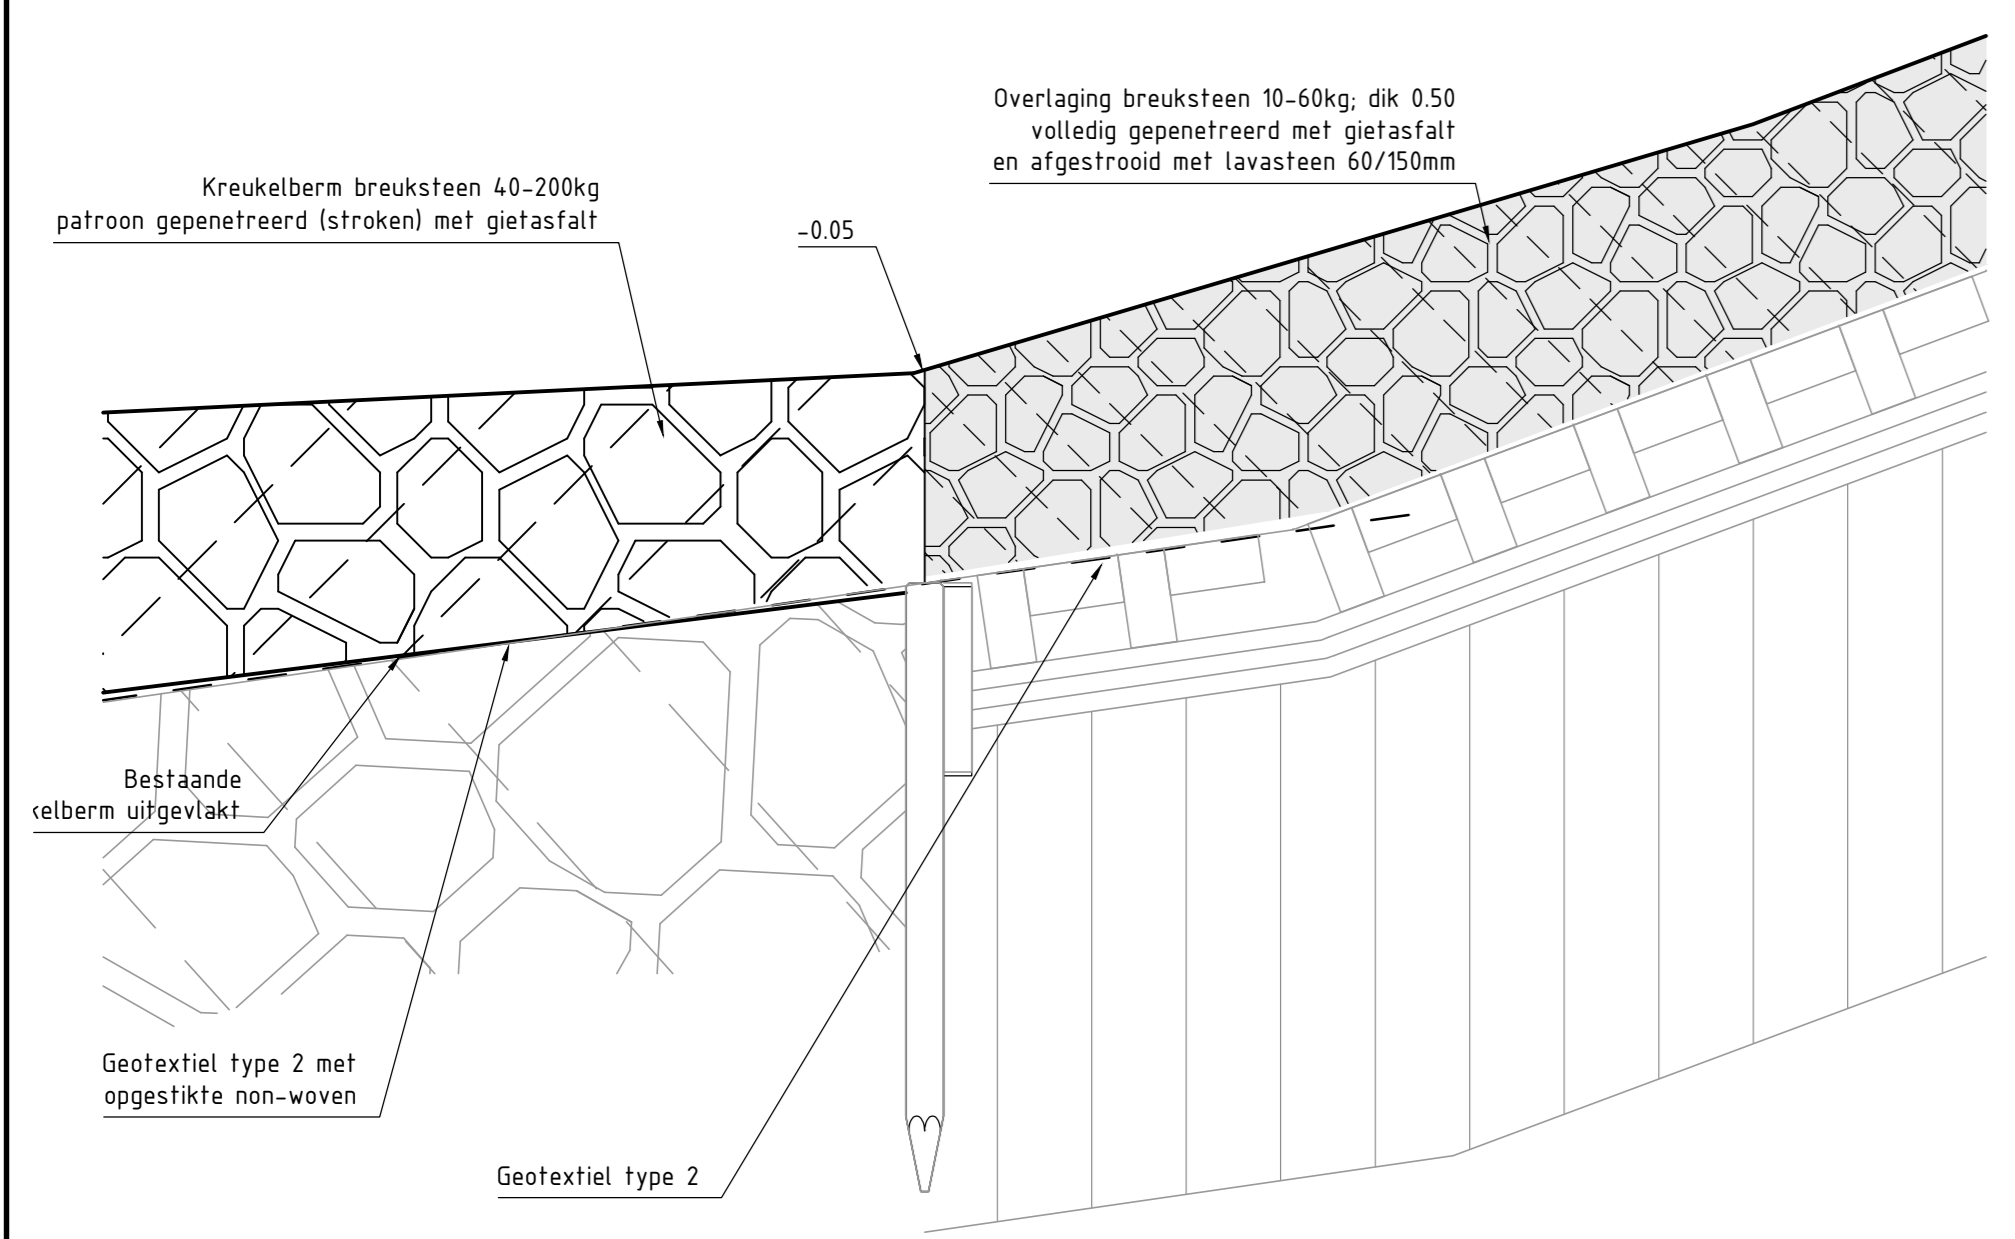 Overlaging breuksteen 10-60kg; dik 0.50
volledig gepenetreerd met gietasfalt
en afgestrooid met lavasteen 60/150mm
Kreukelberm breuksteen 40-200kg
patroon gepenetreerd (stroken) met gietasfalt
-0.05
Bestaande
kelberm uitgevlakt
Geotextiel type 2 met
opgestikte non-woven
Geotextiel type 2